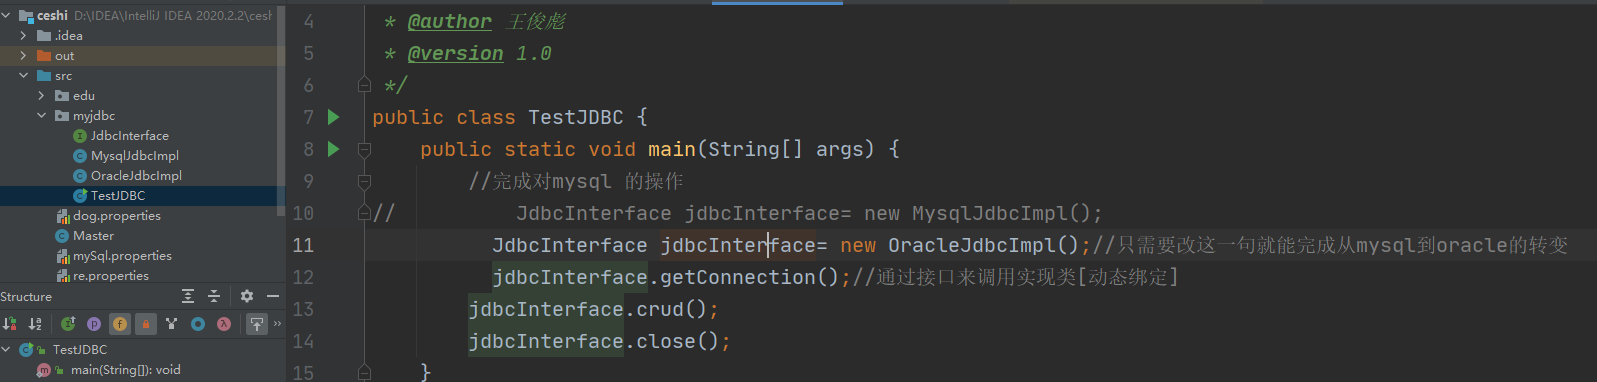 ceshi D:\IDEA\IntelliJ IDEA 2020.2.2\cesh
.idea
out
src
edu
myjdbc
JdbcInterface
MysqlJdbcImpl
OracleJdbcImpl
TestJDBC
dog.properties
Master
mySql.properties
re.properties
Structure
TestJDBC
main(String[]): void
4 * @author 王俊彪
5 * @version 1.0
6 */
7 public class TestJDBC {
8 public static void main(String[] args) {
9 //完成对mysql 的操作
10 // JdbcInterface jdbcInterface= new MysqlJdbcImpl();
11 JdbcInterface jdbcInterface= new OracleJdbcImpl();//只需要改这一句就能完成从mysql到oracle的转变
12 jdbcInterface.getConnection();//通过接口来调用实现类[动态绑定]
13 jdbcInterface.crud();
14 jdbcInterface.close();
15 }